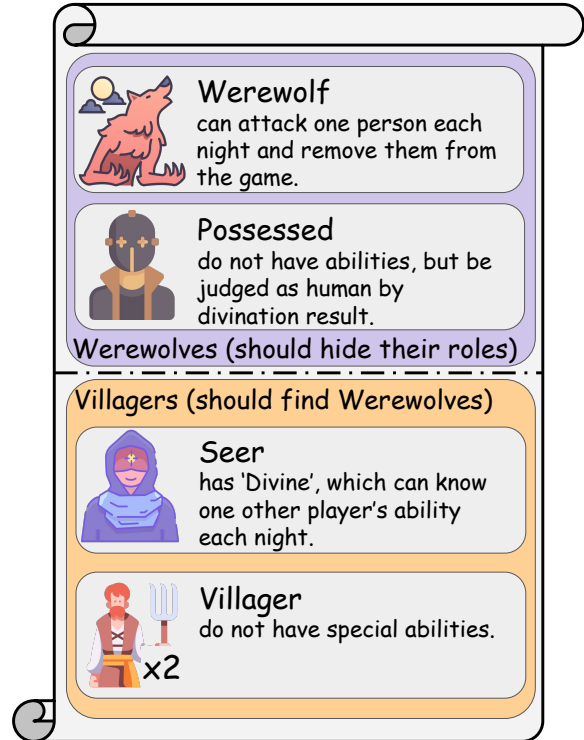 Werewolf
can attack one person each
night and remove them from
the game.
Possessed
do not have abilities, but be
judged as human by
divination result.
Werewolves (should hide their roles)
Villagers (should find Werewolves)
Seer
has ‘Divine’, which can know
one other player’s ability
each night.
Villager
do not have special abilities.
x2